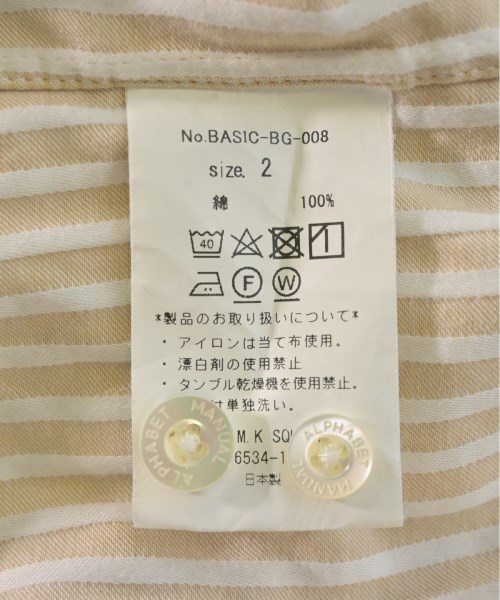 No.BASIC-BG-008
size. 2
綿 100%
40
F W
*製品のお取り扱いについて*
・アイロンは当て布使用。
・漂白剤の使用禁止
・タンブル乾燥機を使用禁止。
は単独洗い。
M.K SQ
6534-1
日本製
MANUAL ALPHABET
MANUAL ALPHABET